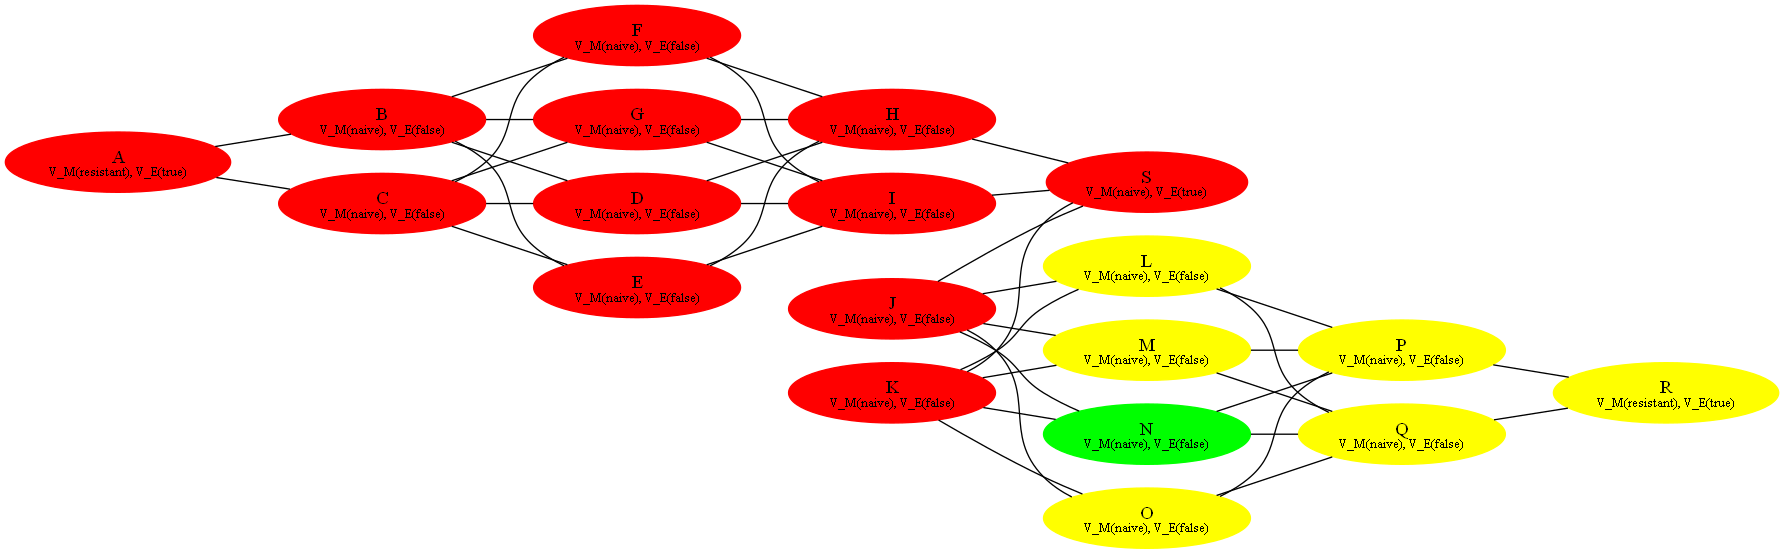 A
V_M(resistant), V_E(true)
B
V_M(naive), V_E(false)
C
V_M(naive), V_E(false)
F
V_M(naive), V_E(false)
G
V_M(naive), V_E(false)
D
V_M(naive), V_E(false)
E
V_M(naive), V_E(false)
H
V_M(naive), V_E(false)
I
V_M(naive), V_E(false)
J
V_M(naive), V_E(false)
K
V_M(naive), V_E(false)
S
V_M(naive), V_E(true)
L
V_M(naive), V_E(false)
M
V_M(naive), V_E(false)
N
V_M(naive), V_E(false)
O
V_M(naive), V_E(false)
P
V_M(naive), V_E(false)
Q
V_M(naive), V_E(false)
R
V_M(resistant), V_E(true)